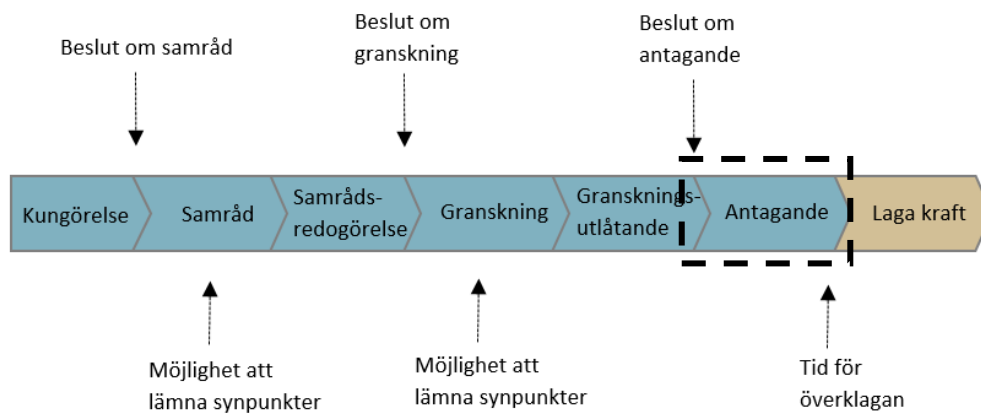 Beslut om samråd
Beslut om
granskning
Beslut om
antagande
Kungörelse
Samråd
Samråds-
redogörelse
Granskning
Gransknings-
utlåtande
Antagande
Laga kraft
Möjlighet att
lämna synpunkter
Möjlighet att
lämna synpunkter
Tid för
överklagan